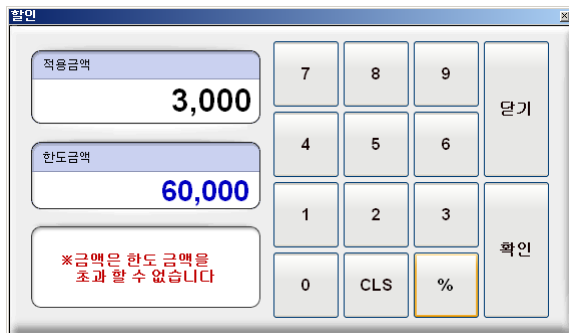 할인
적용금액
3,000
한도금액
60,000
※금액은 한도 금액을
초과 할 수 없습니다
7 8 9
닫기
4 5 6
1 2 3
확인
0 CLS %